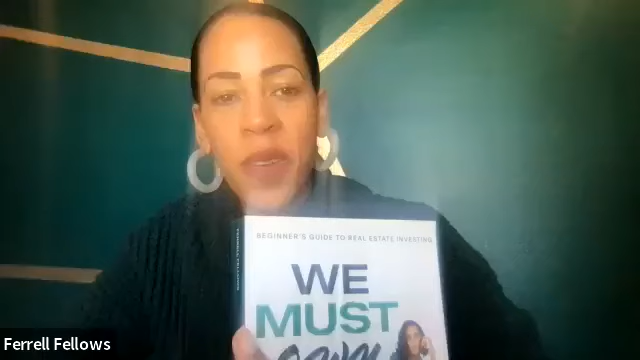 BEGINNER'S GUIDE TO REAL ESTATE INVESTING
WE
MUST
Ferrell Fellows